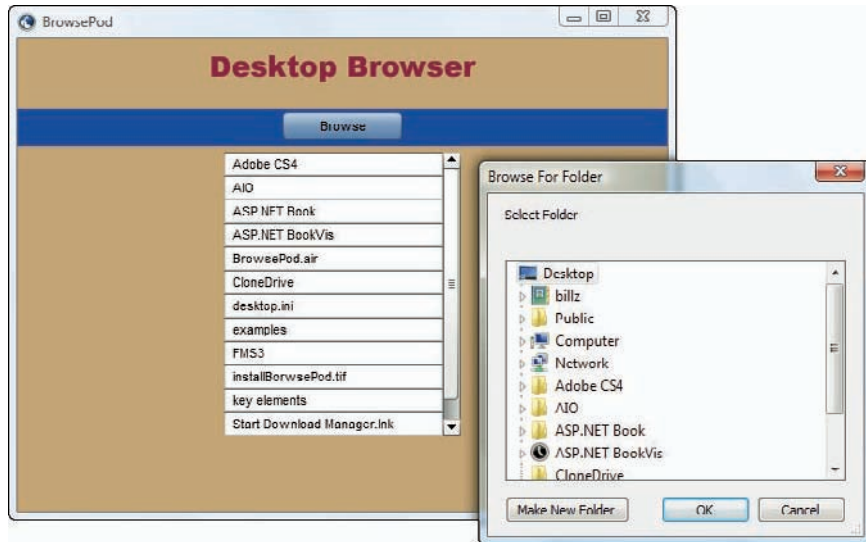 BrowsePod
Desktop Browser
Browse
Adobe CS4
AIO
ASP.NET Book
ASP.NET BookVis
BrowsePod.air
CloneDrive
desktop.ini
examples
FMS3
installBorwsePod.tif
key elements
Start Download Manager.lnk
Browse For Folder
Select Folder
Desktop
billz
Public
Computer
Network
Adobe CS4
AIO
ASP.NET Book
ASP.NET BookVis
CloneDrive
Make New Folder
OK
Cancel